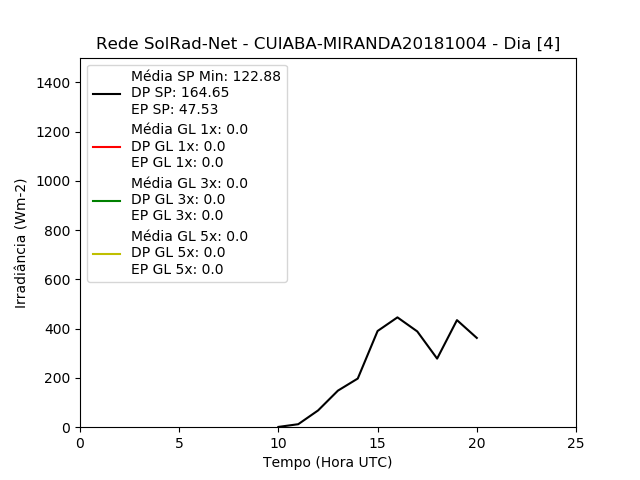 Rede SolRad-Net - CUIABA-MIRANDA20181004 - Dia [4]
Média SP Min: 122.88
DP SP: 164.65
EP SP: 47.53
Média GL 1x: 0.0
DP GL 1x: 0.0
EP GL 1x: 0.0
Média GL 3x: 0.0
DP GL 3x: 0.0
EP GL 3x: 0.0
Média GL 5x: 0.0
DP GL 5x: 0.0
EP GL 5x: 0.0
Irradiância (Wm-2)
1400
1200
1000
800
600
400
200
0
0 5 10 15 20 25
Tempo (Hora UTC)